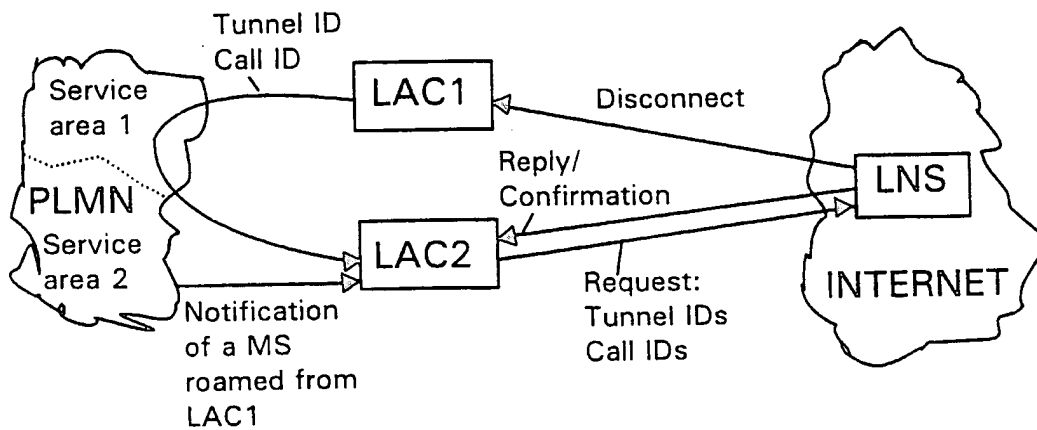 Tunnel ID
Call ID
Service
area 1
LAC1
Disconnect
Reply/
Confirmation
LNS
PLMN
Service
area 2
LAC2
INTERNET
Request:
Tunnel IDs
Call IDs
Notification
of a MS
roamed from
LAC1